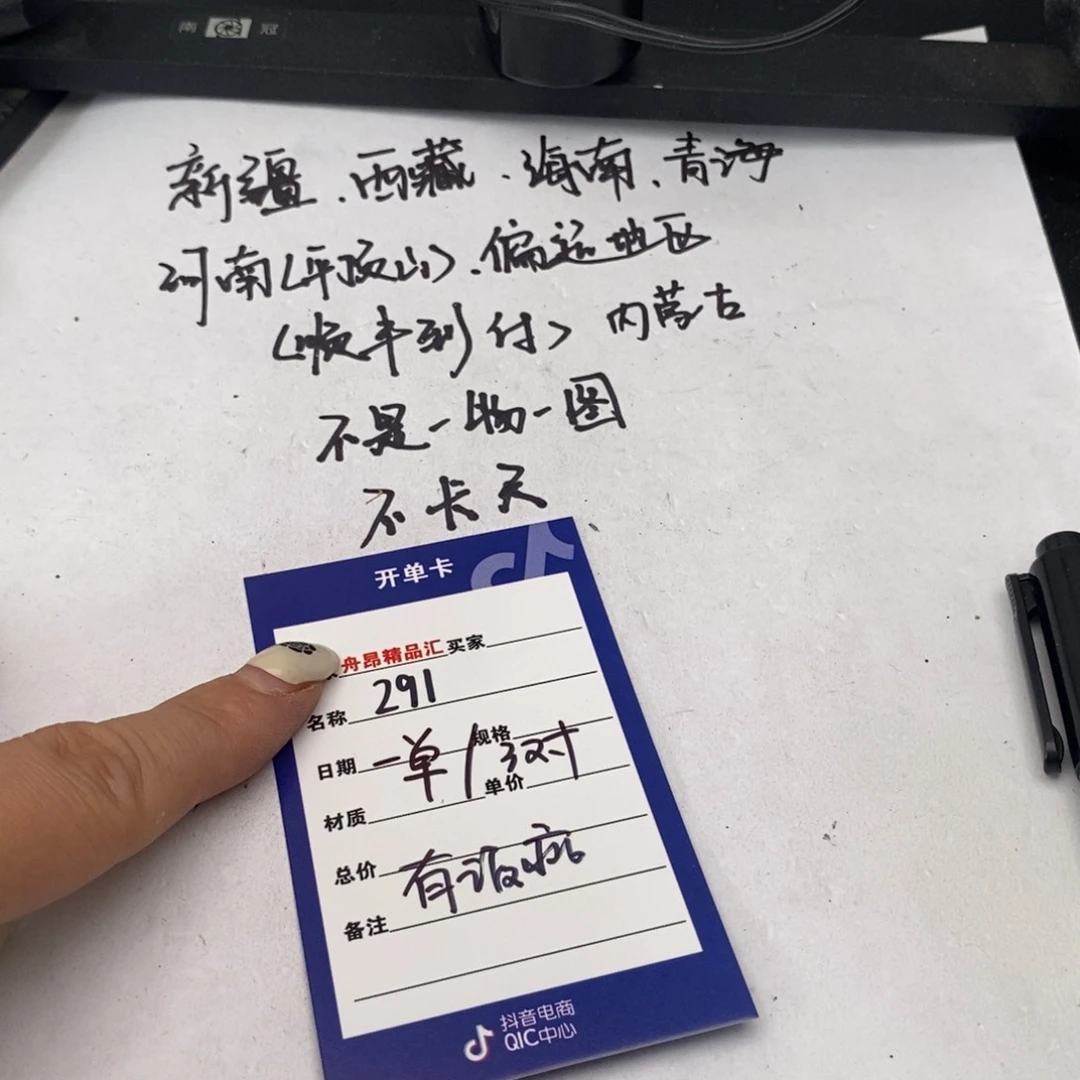 南 冠
新疆、西藏、海南、青海
河南(平顶山)、偏远地区
<顺丰到付> 内蒙古
不是一物一图
不卡天
开单卡
舟昂精品汇 买家
名称 291
日期 一单/3对 规格
材质 单价
总价 有瑕疵
备注
抖音电商
QIC中心